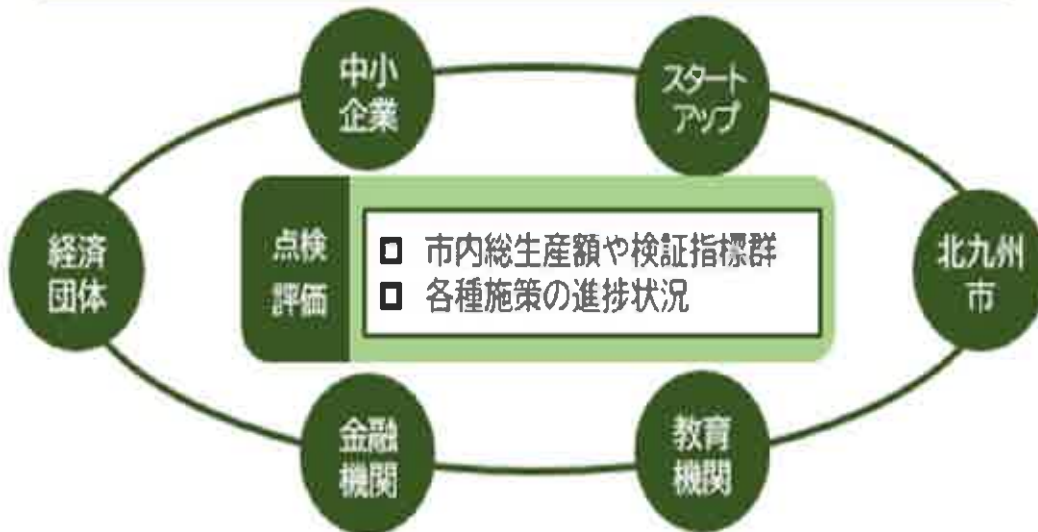 中小
企業
スタート
アップ
経済
団体
点検
評価
市内総生産額や検証指標群
各種施策の進捗状況
北九州
市
金融
機関
教育
機関